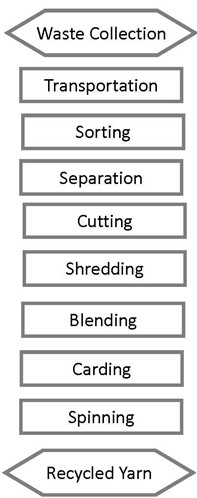 Waste Collection
Transportation
Sorting
Separation
Cutting
Shredding
Blending
Carding
Spinning
Recycled Yarn